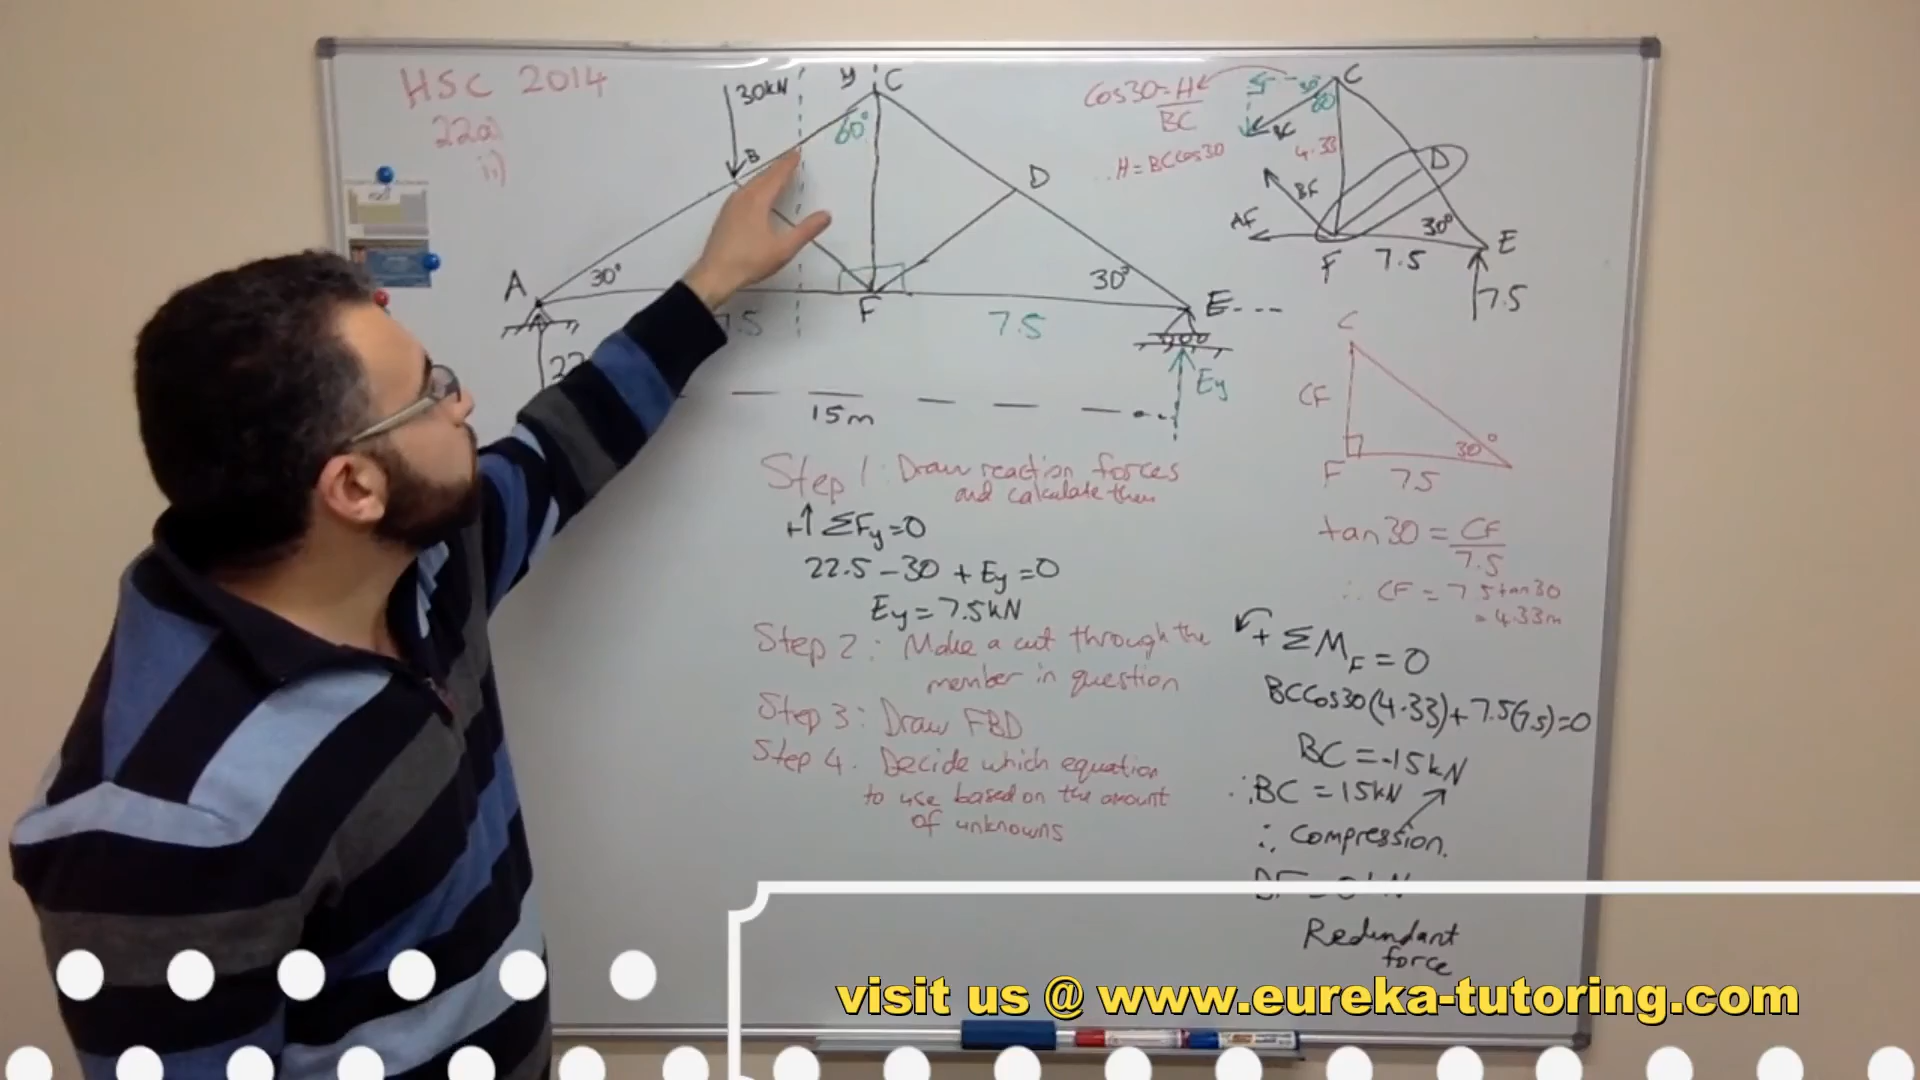 HSC 2014
22a)
ii)
30kN
y
C
60°
B
D
A
30°
30°
F
E
7.5
22
Ey
15m
Step 1: Draw reaction forces
and calculate them
+↑ ΣFy=0
22.5-30 + Ey=0
Ey=7.5kN
Step 2: Make a cut through the
member in question
Step 3: Draw FBD
Step 4. Decide which equation
to use based on the amount
of unknowns
Cos30=H
BC
∴ H=BCcos30
C
30°
60
BC
4.33
D
BF
AF
30°
F
7.5
E
7.5
C
CF
30°
F
7.5
tan30 = CF
7.5
∴ CF = 7.5tan30
= 4.33m
+ ΣM_F=0
BCCos30(4.33)+7.5(7.5)=0
BC=-15kN
∴BC=15kN
∴ Compression.
Redundant
force
visit us @ www.eureka-tutoring.com